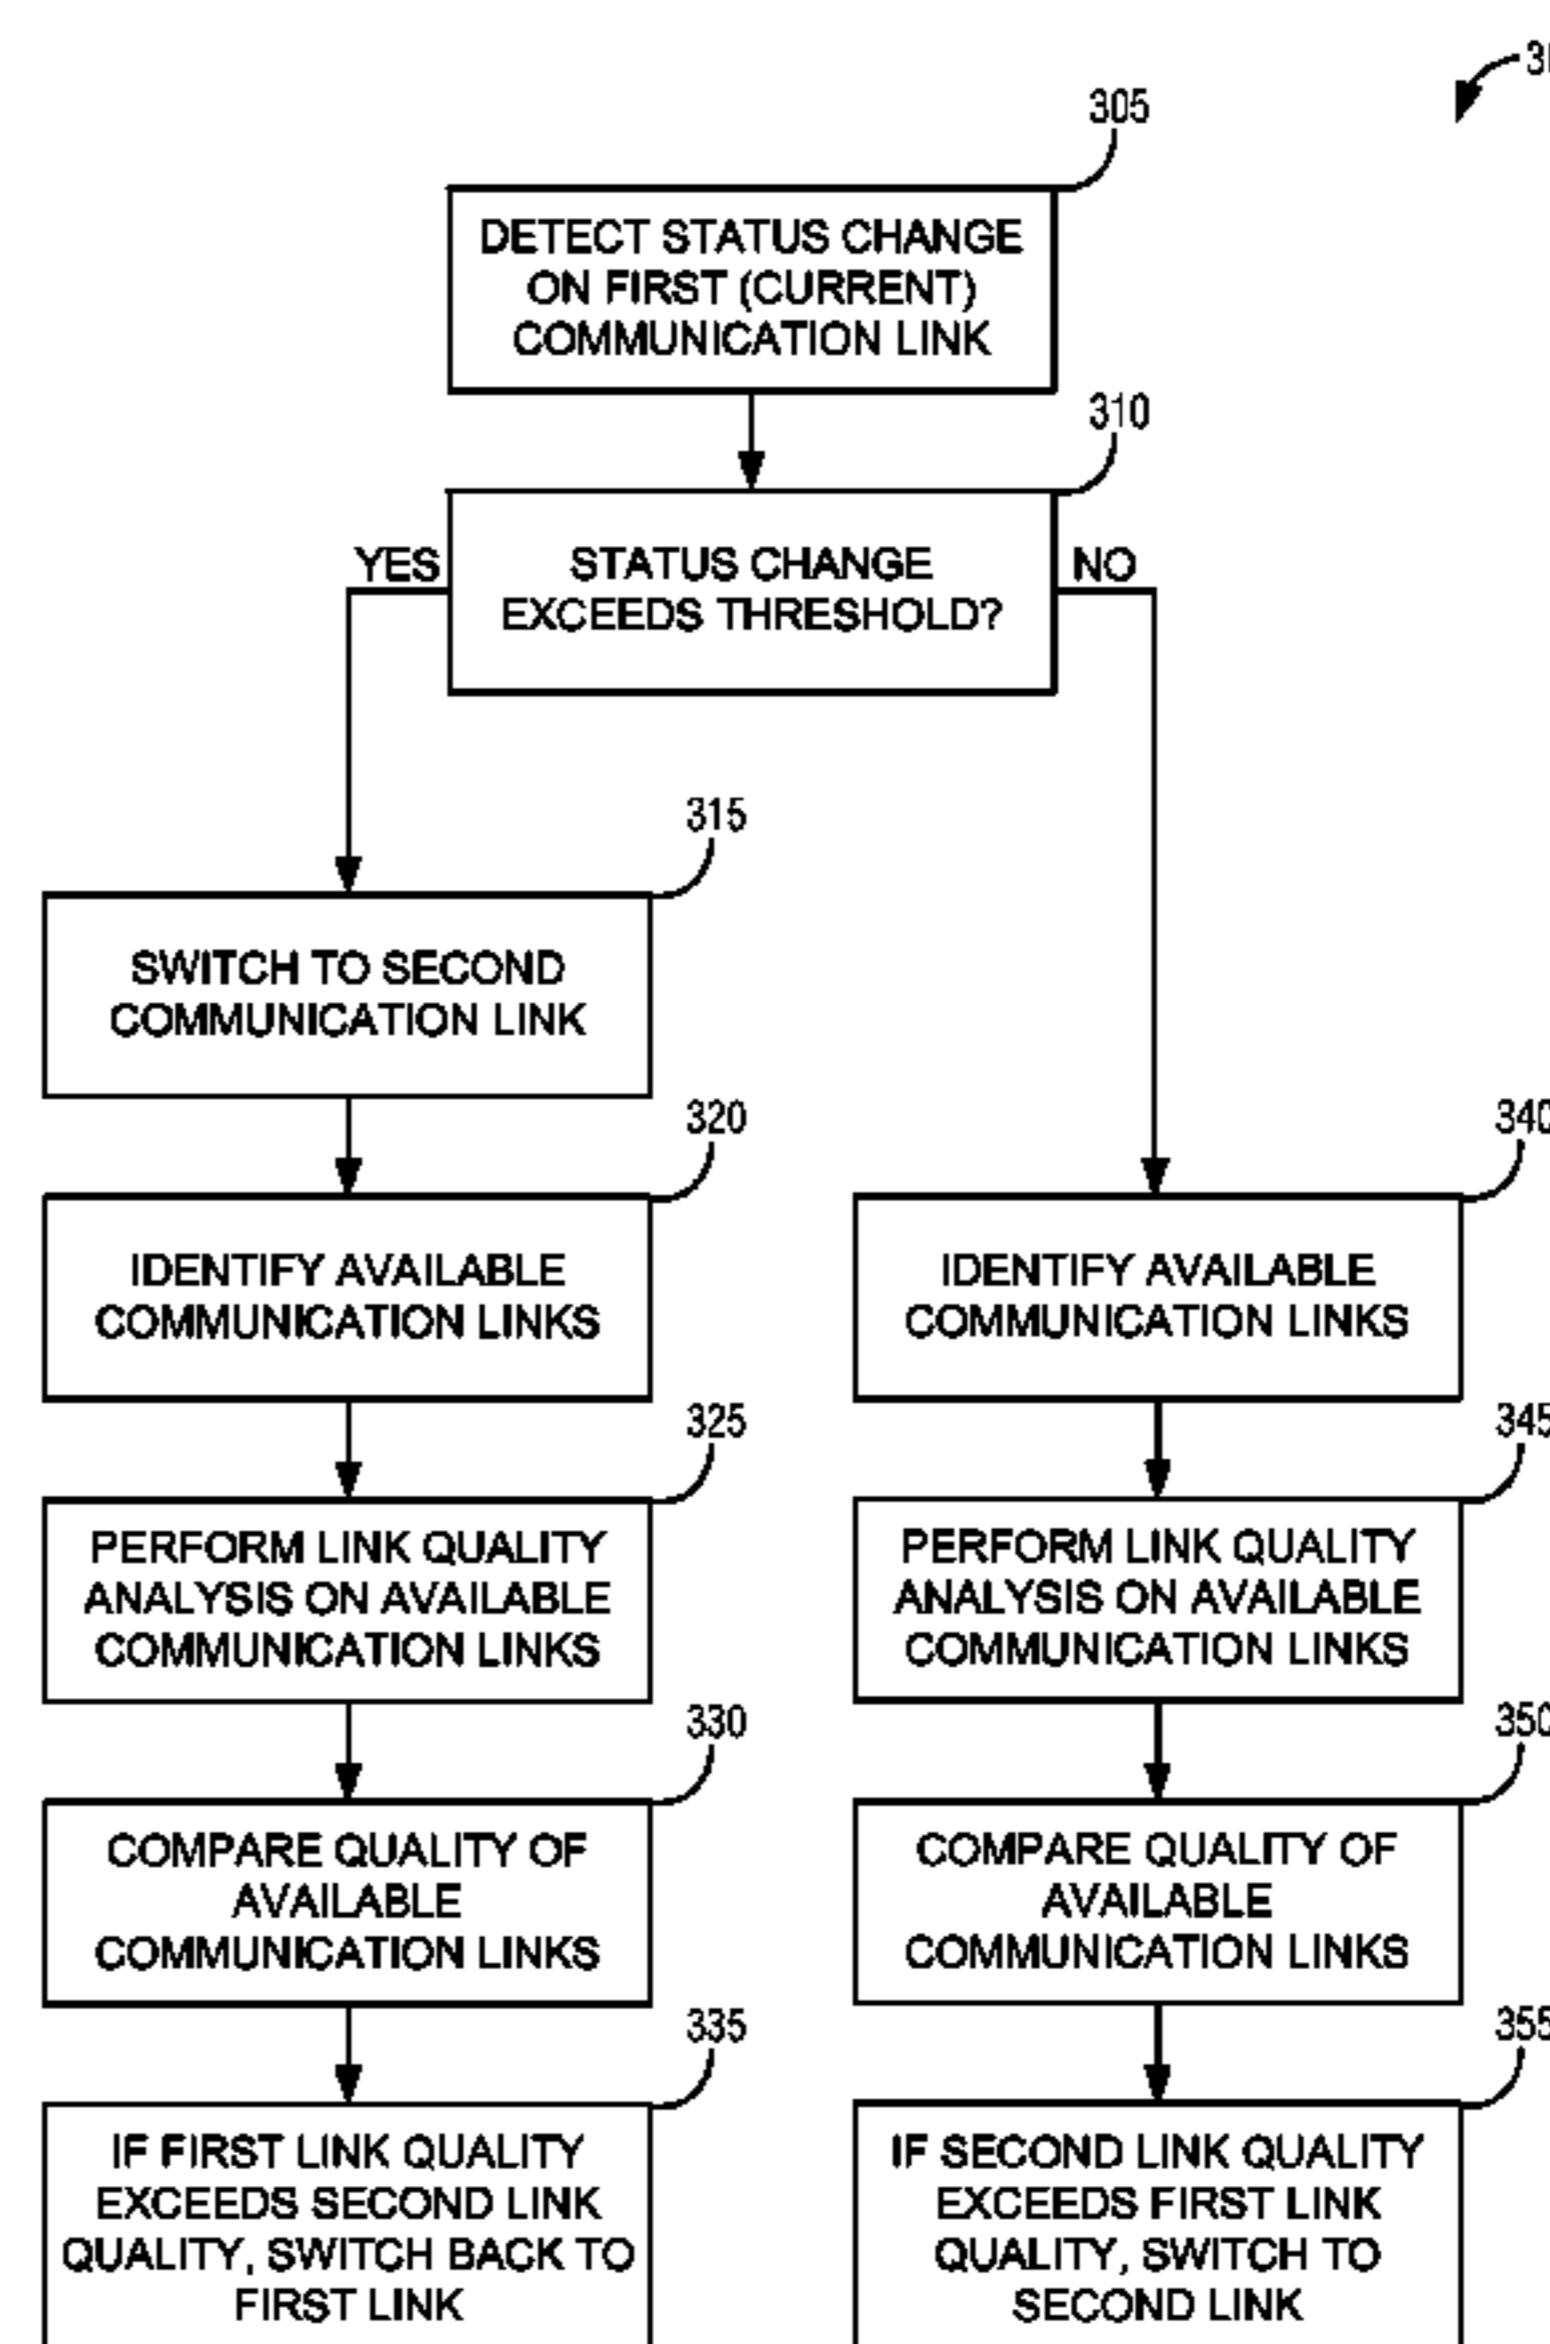 305
DETECT STATUS CHANGE
ON FIRST (CURRENT)
COMMUNICATION LINK
310
YES
STATUS CHANGE
EXCEEDS THRESHOLD?
NO
315
SWITCH TO SECOND
COMMUNICATION LINK
320
IDENTIFY AVAILABLE
COMMUNICATION LINKS
325
PERFORM LINK QUALITY
ANALYSIS ON AVAILABLE
COMMUNICATION LINKS
330
COMPARE QUALITY OF
AVAILABLE
COMMUNICATION LINKS
335
IF FIRST LINK QUALITY
EXCEEDS SECOND LINK
QUALITY, SWITCH BACK TO
FIRST LINK
340
IDENTIFY AVAILABLE
COMMUNICATION LINKS
345
PERFORM LINK QUALITY
ANALYSIS ON AVAILABLE
COMMUNICATION LINKS
350
COMPARE QUALITY OF
AVAILABLE
COMMUNICATION LINKS
355
IF SECOND LINK QUALITY
EXCEEDS FIRST LINK
QUALITY, SWITCH TO
SECOND LINK